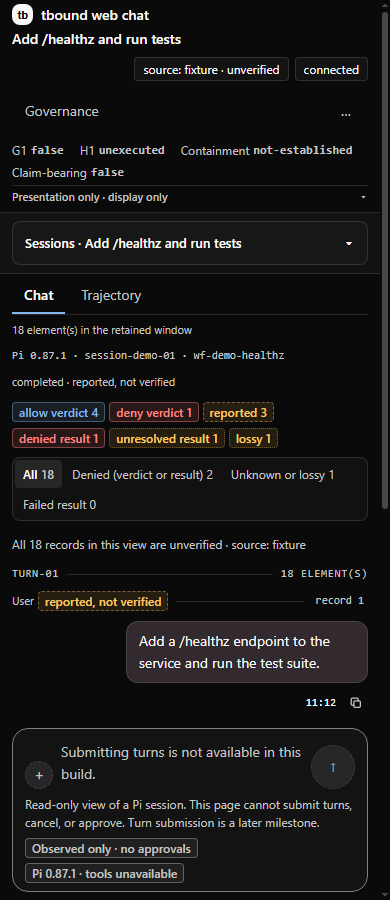 tb tbound web chat
Add /healthz and run tests
source: fixture · unverified connected
Governance ...
G1 false H1 unexecuted Containment not-established
Claim-bearing false
Presentation only · display only
Sessions · Add /healthz and run tests
Chat Trajectory
18 element(s) in the retained window
Pi 0.87.1 · session-demo-01 · wf-demo-healthz
completed · reported, not verified
allow verdict 4 deny verdict 1 reported 3
denied result 1 unresolved result 1 lossy 1
All 18 Denied (verdict or result) 2 Unknown or lossy 1
Failed result 0
All 18 records in this view are unverified · source: fixture
TURN-01 18 ELEMENT(S)
User reported, not verified record 1
Add a /healthz endpoint to the
service and run the test suite.
11:12
Submitting turns is not available in this
build.
+ ↑
Read-only view of a Pi session. This page cannot submit turns,
cancel, or approve. Turn submission is a later milestone.
Observed only · no approvals
Pi 0.87.1 · tools unavailable